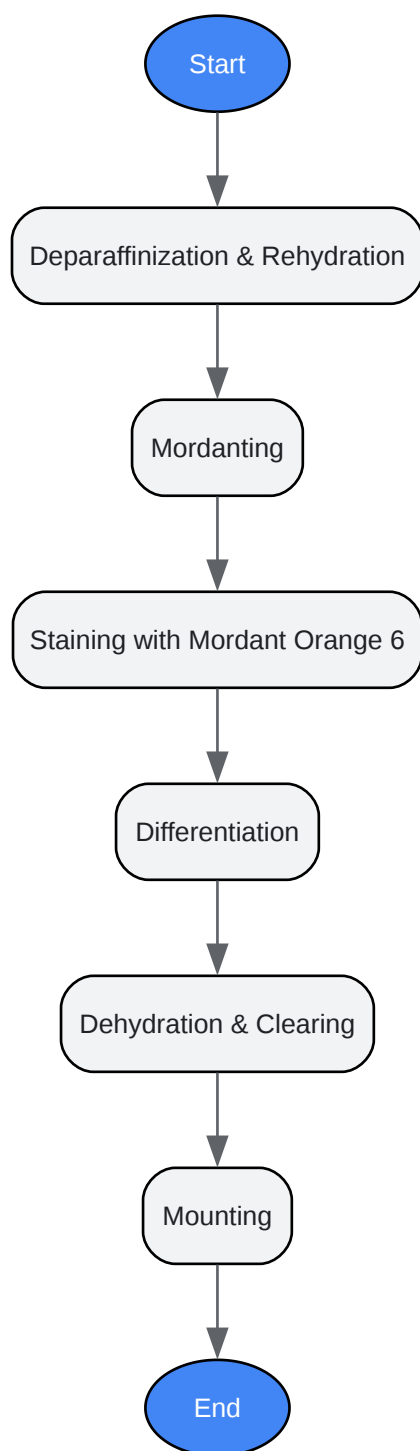 Start
Deparaffinization & Rehydration
Mordanting
Staining with Mordant Orange 6
Differentiation
Dehydration & Clearing
Mounting
End